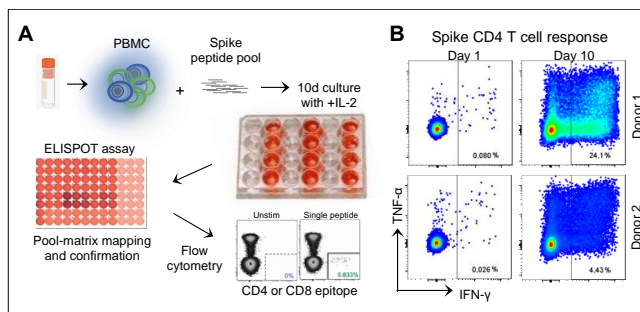 A
PBMC
Spike
peptide pool
+
10d culture
with +IL-2
ELISPOT assay
Pool-matrix mapping
and confirmation
Flow
cytometry
Unstim
Single peptide
0%
0.033%
CD4 or CD8 epitope
B
Spike CD4 T cell response
Day 1
Day 10
0,080 %
24,1%
Donor 1
0,026 %
4,43%
Donor 2
TNF-α
IFN-γ